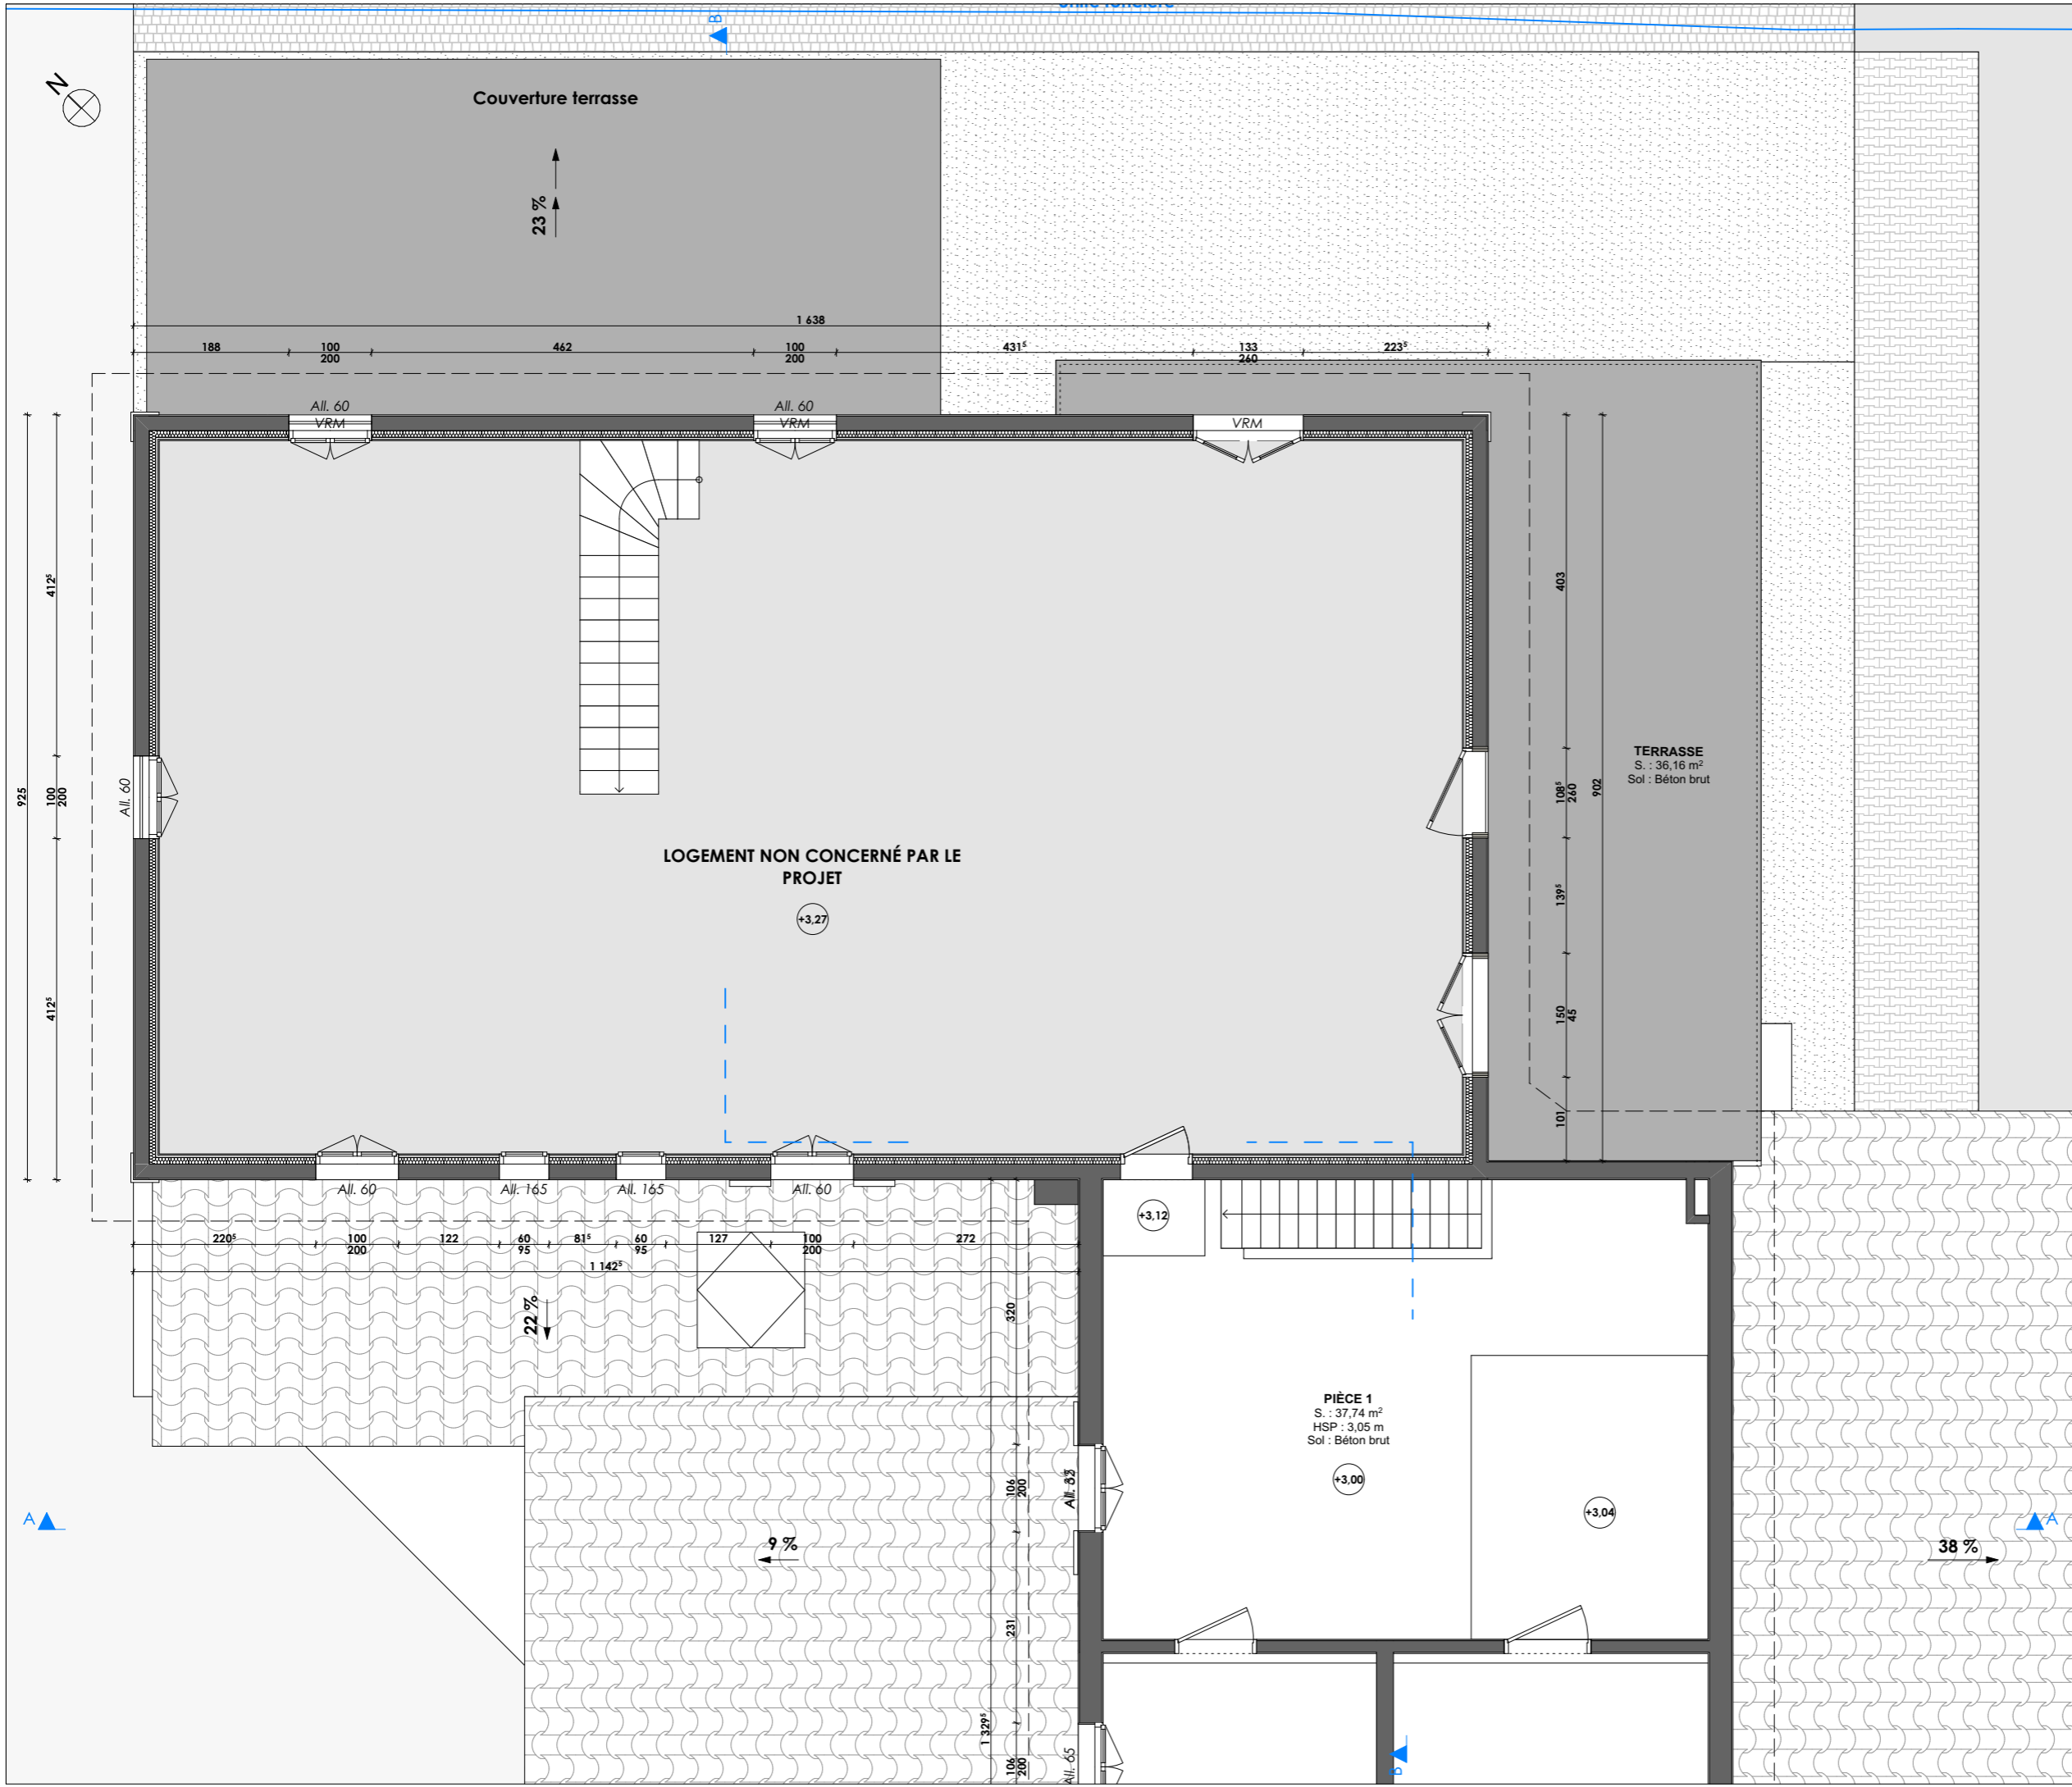 Unité foncière
B
N
Couverture terrasse
23 %
1 638
188
100
200
462
100
200
431⁵
133
260
223⁵
All. 60
VRM
All. 60
VRM
VRM
925
412⁵
100
200
412⁵
All. 60
403
108⁵
260
902
139⁵
150
45
101
TERRASSE
S. : 36,16 m²
Sol : Béton brut
LOGEMENT NON CONCERNÉ PAR LE
PROJET
+3,27
All. 60
All. 165
All. 165
All. 60
220⁵
100
200
122
60
95
81⁵
60
95
127
100
200
272
1 142⁵
22 %
320
+3,12
PIÈCE 1
S. : 37,74 m²
HSP : 3,05 m
Sol : Béton brut
+3,00
+3,04
106
200
A
9 %
38 %
A
231
1 329⁵
106
200
All. 65
B